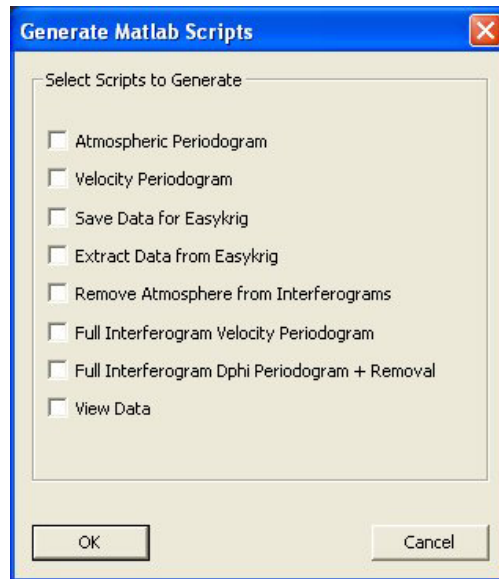 Generate Matlab Scripts
Select Scripts to Generate
Atmospheric Periodogram
Velocity Periodogram
Save Data for Easykrig
Extract Data from Easykrig
Remove Atmosphere from Interferograms
Full Interferogram Velocity Periodogram
Full Interferogram Dphi Periodogram + Removal
View Data
OK Cancel